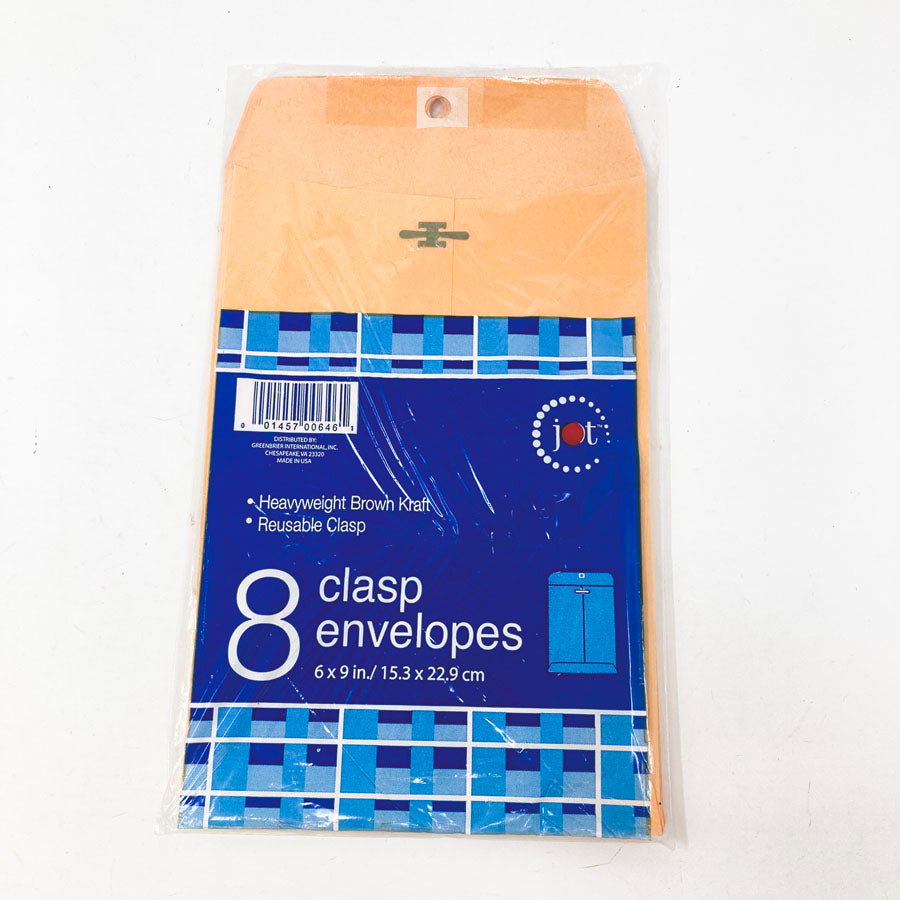 0 01457 00646 1
DISTRIBUTED BY:
GREENBRIER INTERNATIONAL, INC.
CHESAPEAKE, VA 23320
MADE IN USA
jot™
• Heavyweight Brown Kraft
• Reusable Clasp
8 clasp
envelopes
6 x 9 in./ 15.3 x 22.9 cm